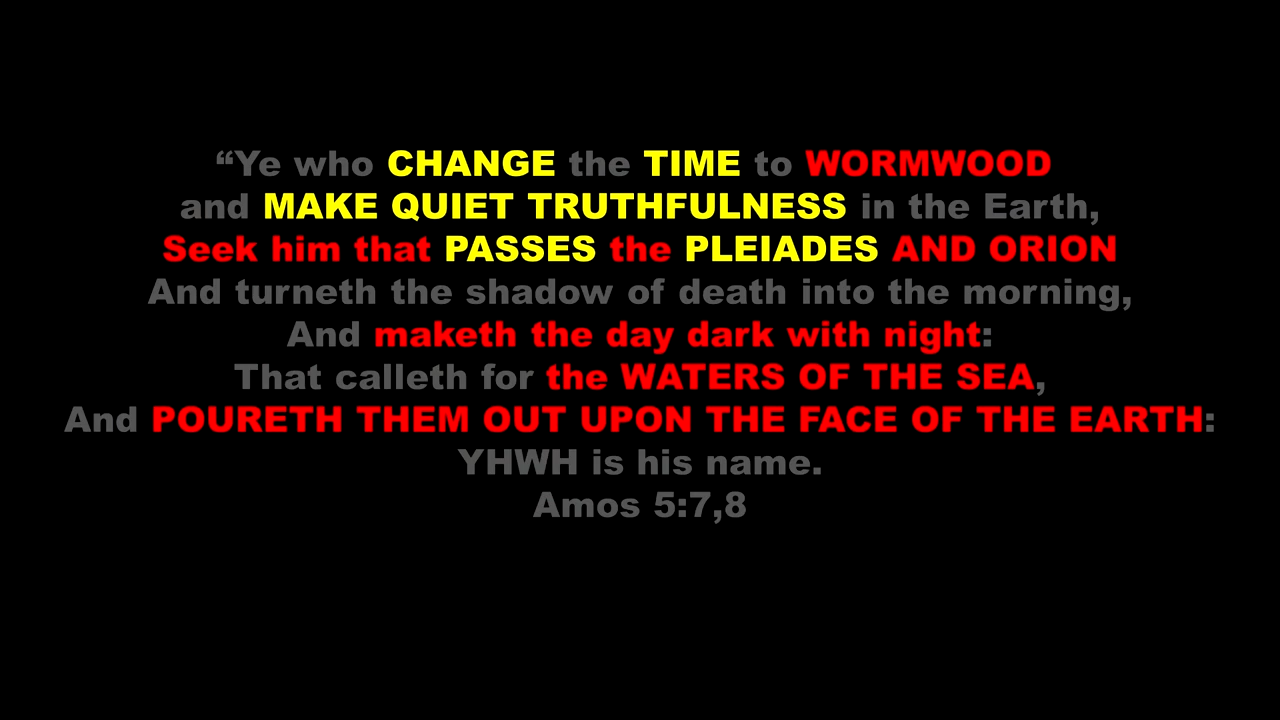 “Ye who CHANGE the TIME to WORMWOOD
and MAKE QUIET TRUTHFULNESS in the Earth,
Seek him that PASSES the PLEIADES AND ORION
And turneth the shadow of death into the morning,
And maketh the day dark with night:
That calleth for the WATERS OF THE SEA,
And POURETH THEM OUT UPON THE FACE OF THE EARTH:
YHWH is his name.
Amos 5:7,8